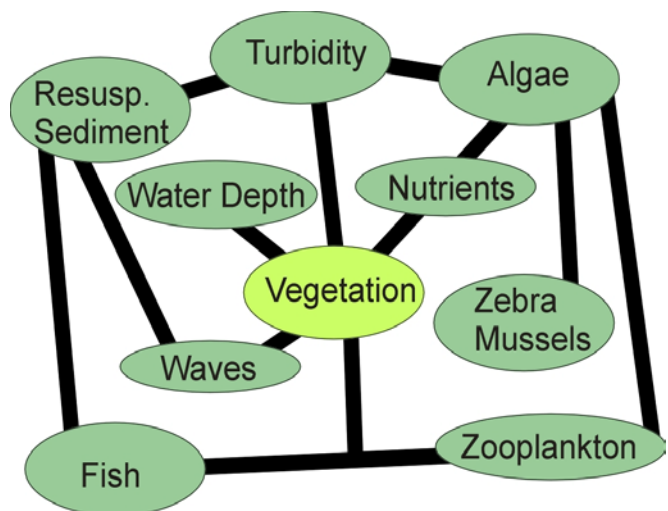 Turbidity
Algae
Resusp.
Sediment
Water Depth
Nutrients
Vegetation
Zebra
Mussels
Waves
Zooplankton
Fish